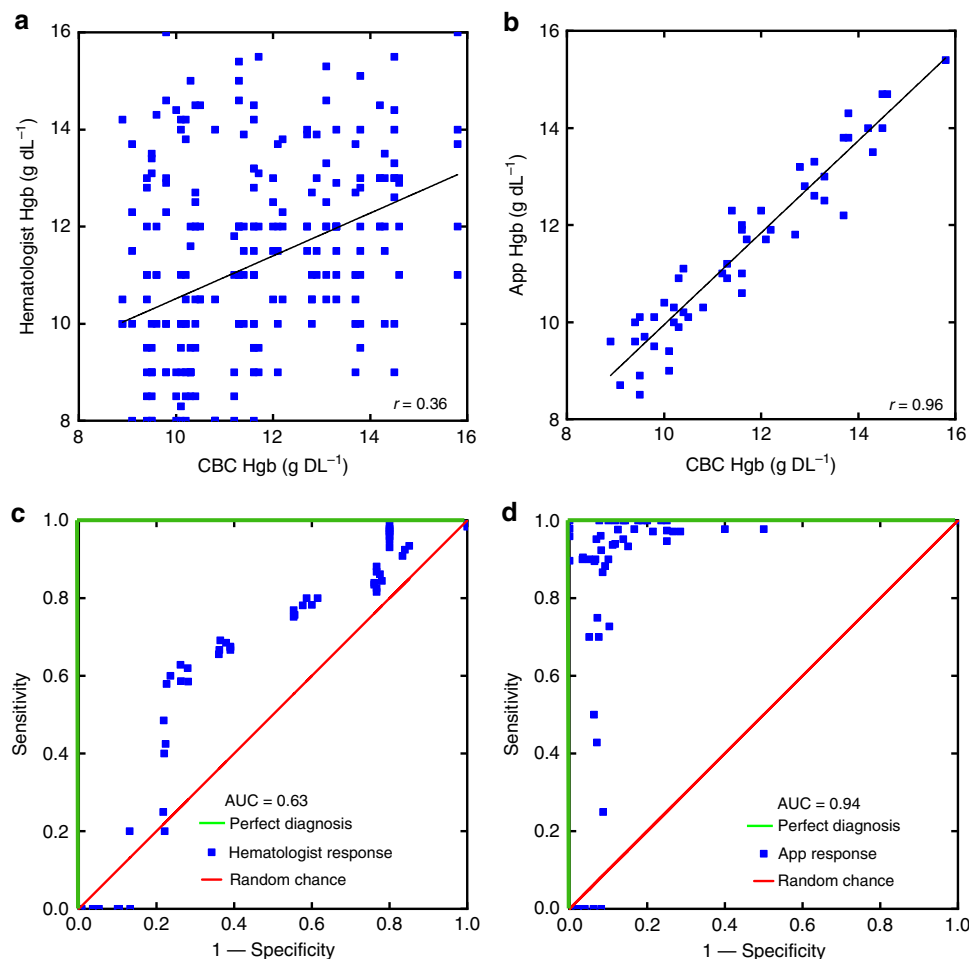 a
16
14
12
10
8
Hematologist Hgb (g dL⁻¹)
r = 0.36
8 10 12 14 16
CBC Hgb (g DL⁻¹)
b
16
14
12
10
8
App Hgb (g dL⁻¹)
r = 0.96
8 10 12 14 16
CBC Hgb (g DL⁻¹)
c
1.0
0.8
0.6
0.4
0.2
0.0
Sensitivity
AUC = 0.63
Perfect diagnosis
Hematologist response
Random chance
0.0 0.2 0.4 0.6 0.8 1.0
1 — Specificity
d
1.0
0.8
0.6
0.4
0.2
0.0
Sensitivity
AUC = 0.94
Perfect diagnosis
App response
Random chance
0.0 0.2 0.4 0.6 0.8 1.0
1 — Specificity